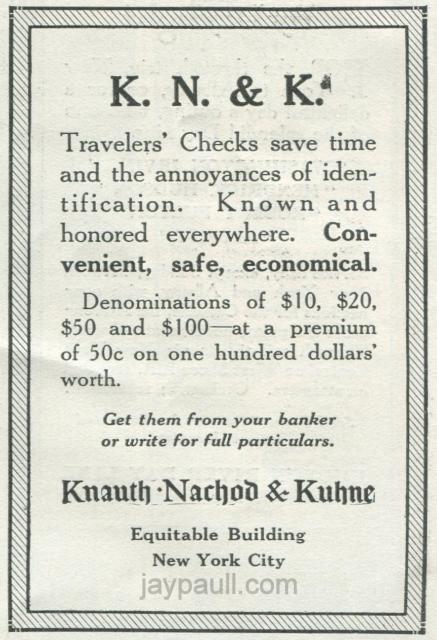 K. N. & K.
Travelers' Checks save time
and the annoyances of iden-
tification. Known and
honored everywhere. Con-
venient, safe, economical.
Denominations of $10, $20,
$50 and $100—at a premium
of 50c on one hundred dollars'
worth.
Get them from your banker
or write for full particulars.
Knauth·Nachod & Kuhne
Equitable Building
New York City
jaypaull.com